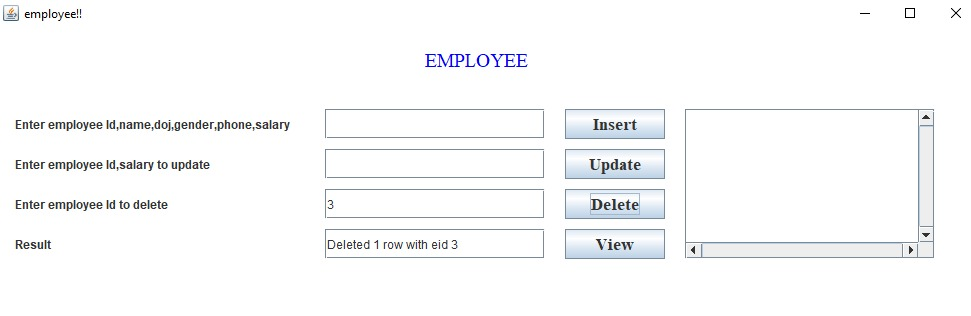 employee!!
EMPLOYEE
Enter employee Id,name,doj,gender,phone,salary Insert
Enter employee Id,salary to update Update
Enter employee Id to delete 3 Delete
Result Deleted 1 row with eid 3 View